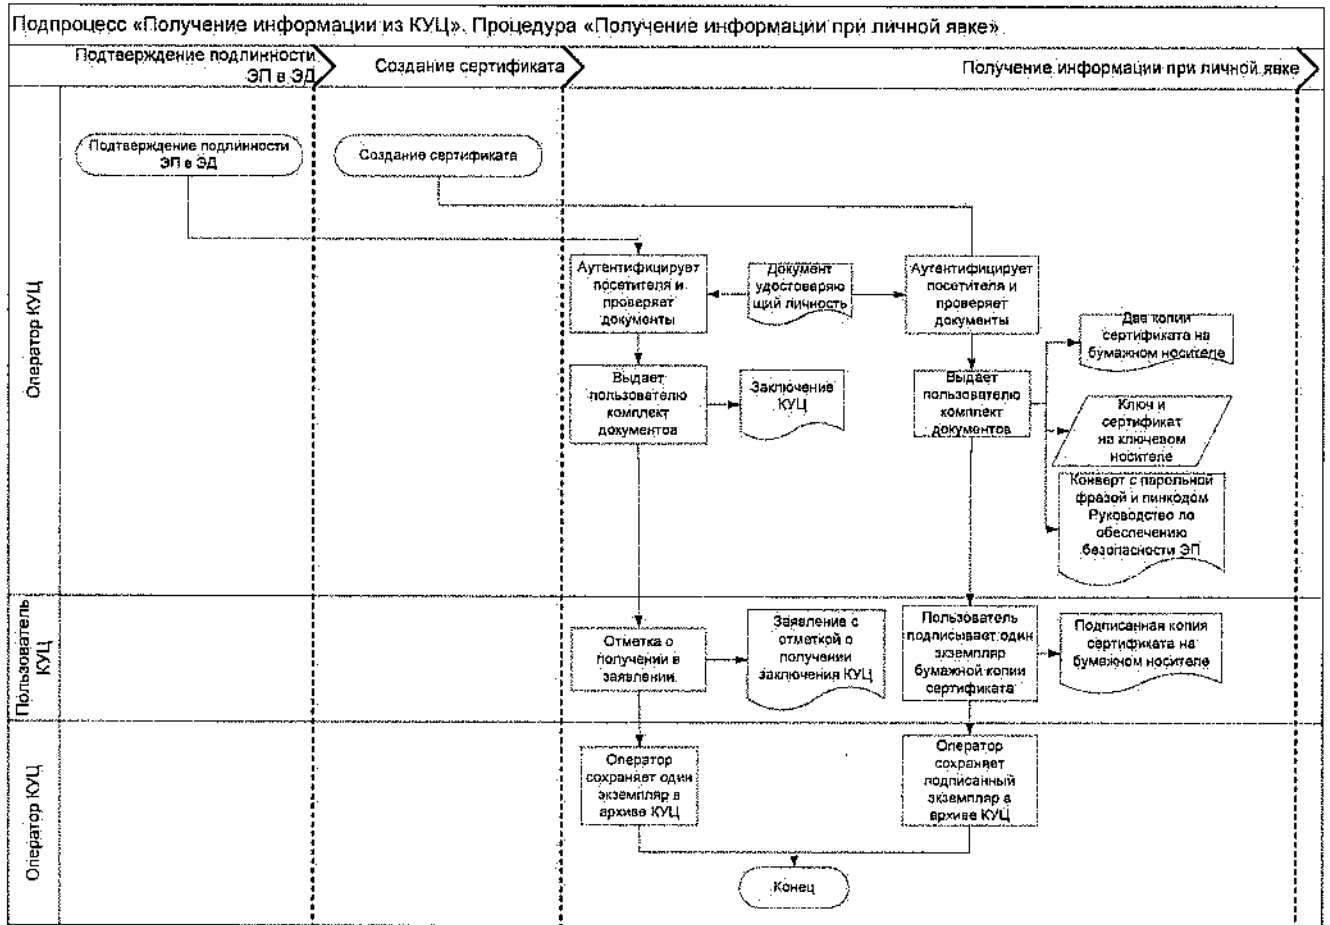 Подпроцесс «Получение информации из КУЦ». Процедура «Получение информации при личной явке»
Подтверждение подлинности
ЭП в ЭД
Создание сертификата
Получение информации при личной явке
Оператор КУЦ
Подтверждение подлинности
ЭП в ЭД
Создание сертификата
Аутентифицирует
посетителя и
проверяет
документы
Документ
удостоверяю
щий личность
Аутентифицирует
посетителя и
проверяет
документы
Две копии
сертификата на
бумажном носителе
Выдает
пользователю
комплект
документов
Заключение
КУЦ
Выдает
пользователю
комплект
документов
Ключ и
сертификат
на ключевом
носителе
Конверт с парольной
фразой и пинкодом
Руководство по
обеспечению
безопасности ЭП
Пользователь
КУЦ
Отметка о
получении в
заявлении
Заявление с
отметкой о
получении
заключения КУЦ
Пользователь
подписывает один
экземпляр
бумажной копии
сертификата
Подписанная копия
сертификата на
бумажном носителе
Оператор КУЦ
Оператор
сохраняет один
экземпляр в
архиве КУЦ
Оператор
сохраняет
подписанный
экземпляр в
архиве КУЦ
Конец